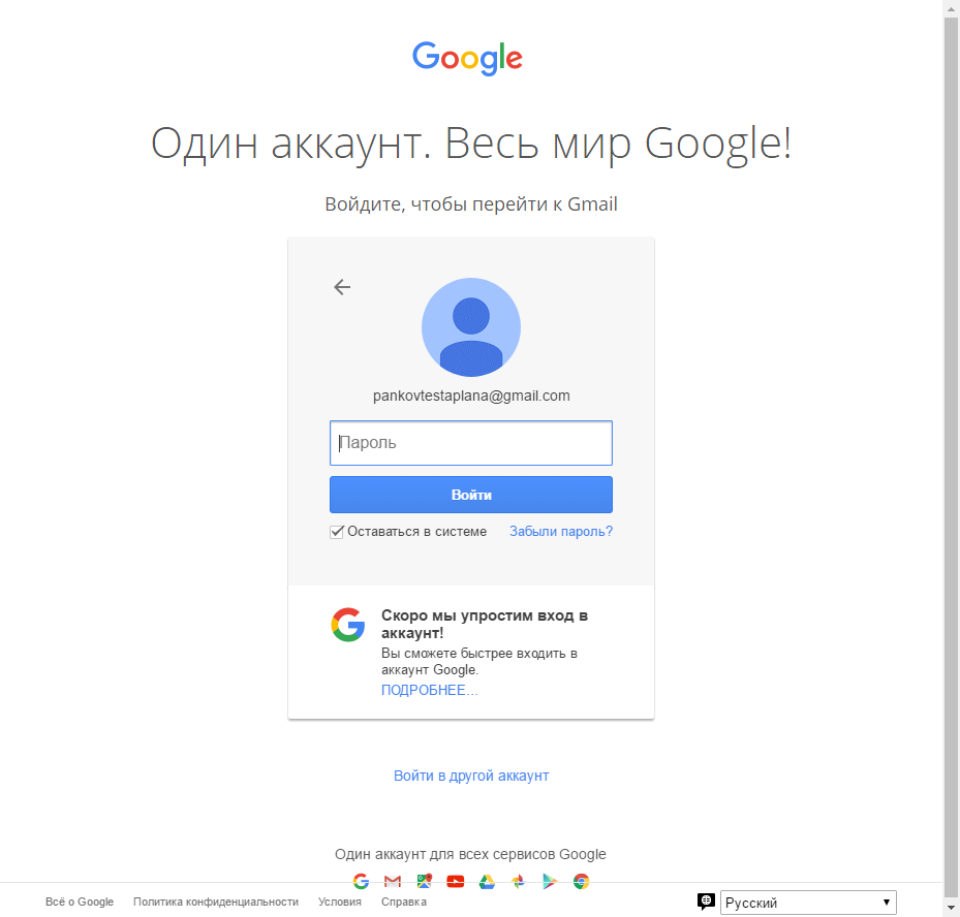 Google
Один аккаунт. Весь мир Google!
Войдите, чтобы перейти к Gmail
pankovtestaplana@gmail.com
Пароль
Войти
Оставаться в системе Забыли пароль?
Скоро мы упростим вход в
аккаунт!
Вы сможете быстрее входить в
аккаунт Google.
ПОДРОБНЕЕ...
Войти в другой аккаунт
Один аккаунт для всех сервисов Google
Всё о Google Политика конфиденциальности Условия Справка Русский